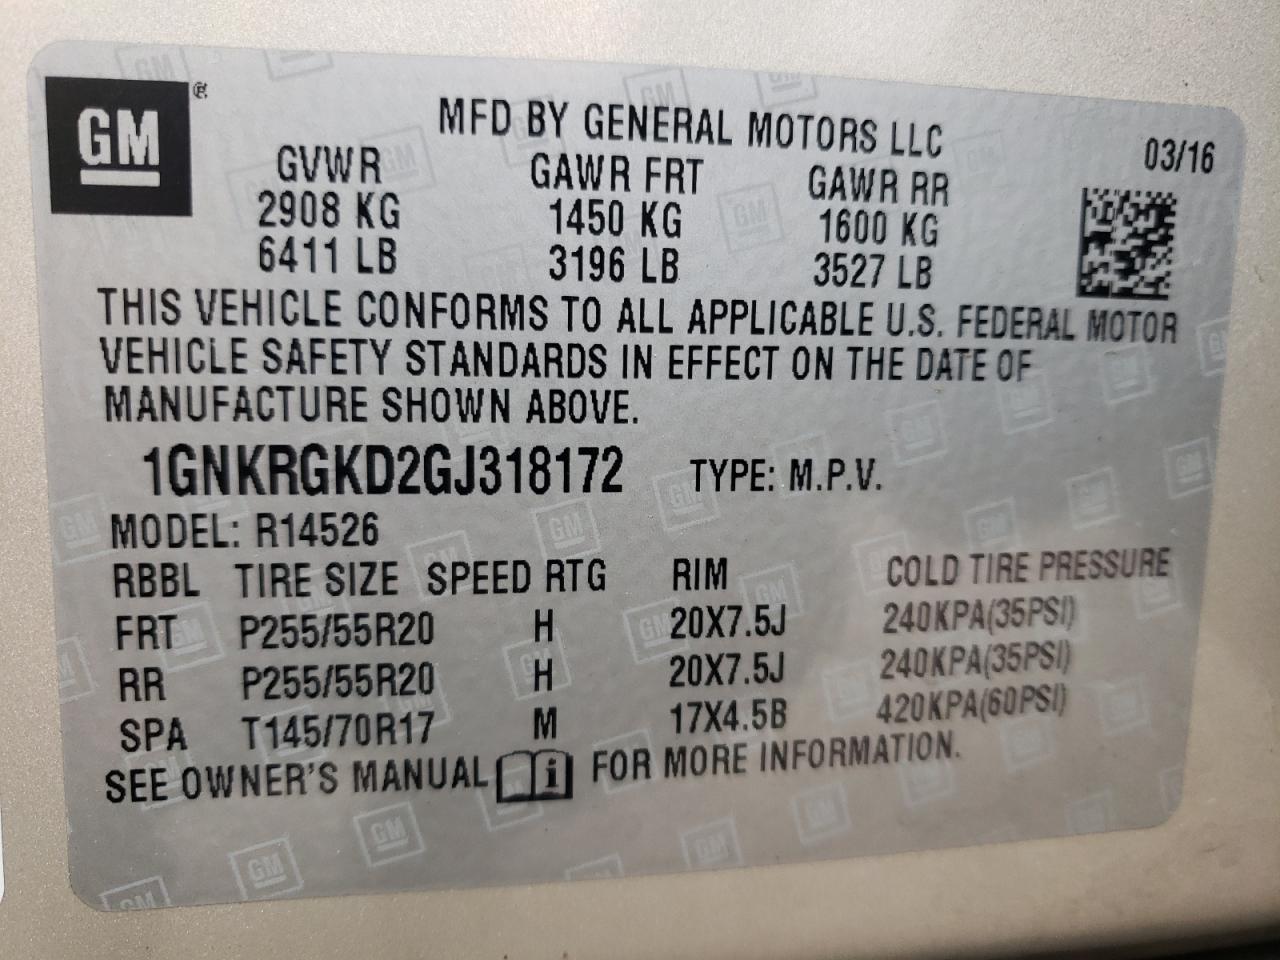 GM ®
MFD BY GENERAL MOTORS LLC
03/16
GVWR GAWR FRT GAWR RR
2908 KG 1450 KG 1600 KG
6411 LB 3196 LB 3527 LB
THIS VEHICLE CONFORMS TO ALL APPLICABLE U.S. FEDERAL MOTOR
VEHICLE SAFETY STANDARDS IN EFFECT ON THE DATE OF
MANUFACTURE SHOWN ABOVE.
1GNKRGKD2GJ318172 TYPE: M.P.V.
MODEL: R14526
RBBL TIRE SIZE SPEED RTG RIM COLD TIRE PRESSURE
FRT P255/55R20 H 20X7.5J 240KPA(35PSI)
RR P255/55R20 H 20X7.5J 240KPA(35PSI)
SPA T145/70R17 M 17X4.5B 420KPA(60PSI)
SEE OWNER'S MANUAL i FOR MORE INFORMATION.